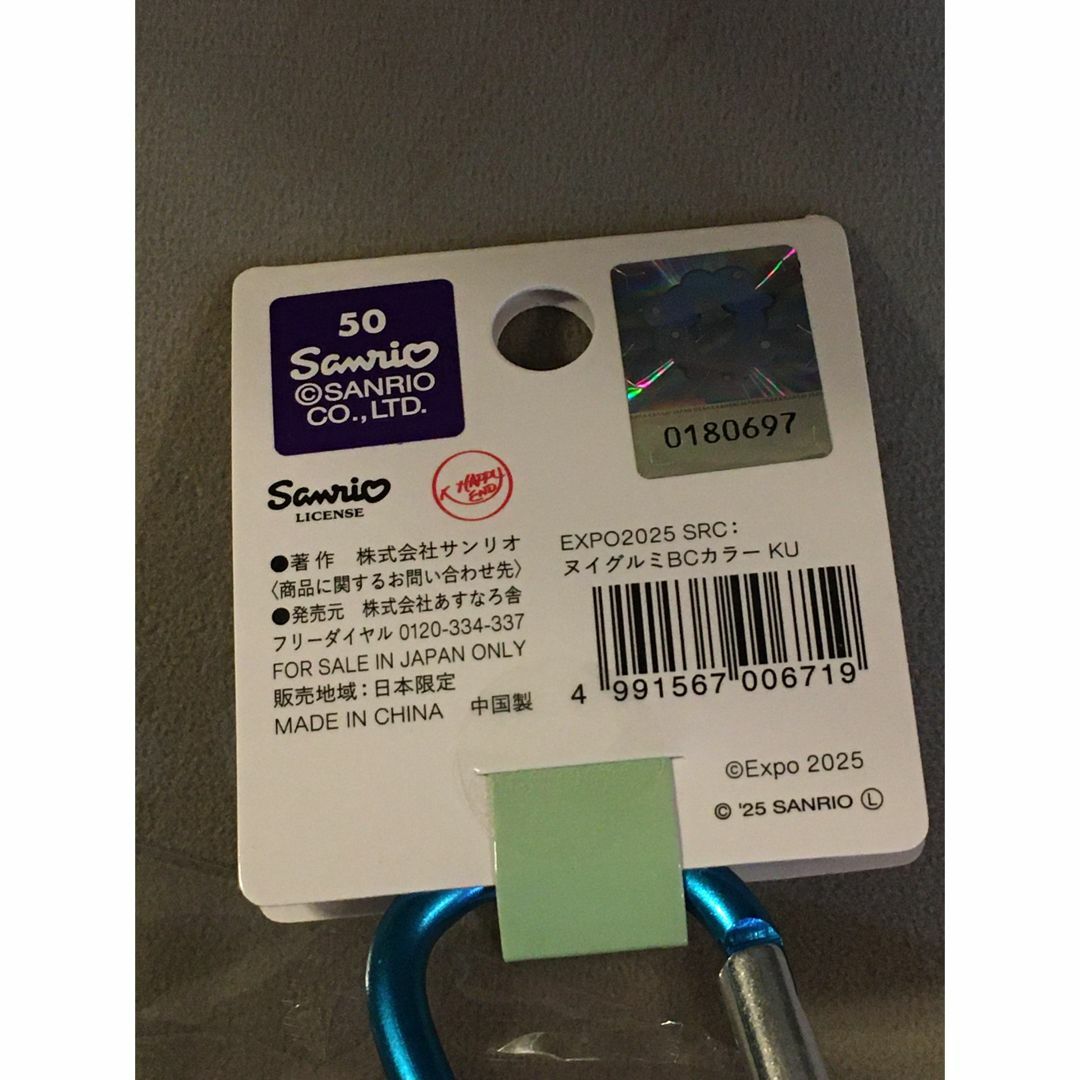 50
Sanrio
©SANRIO
CO., LTD.
0180697
Sanrio
LICENSE
K HAPPY
END
●著作 株式会社サンリオ
〈商品に関するお問い合わせ先〉
●発売元 株式会社あすなろ舎
フリーダイヤル 0120-334-337
FOR SALE IN JAPAN ONLY
販売地域：日本限定
MADE IN CHINA 中国製
EXPO2025 SRC：
ヌイグルミBCカラー KU
4 991567 006719
©Expo 2025
© '25 SANRIO Ⓛ